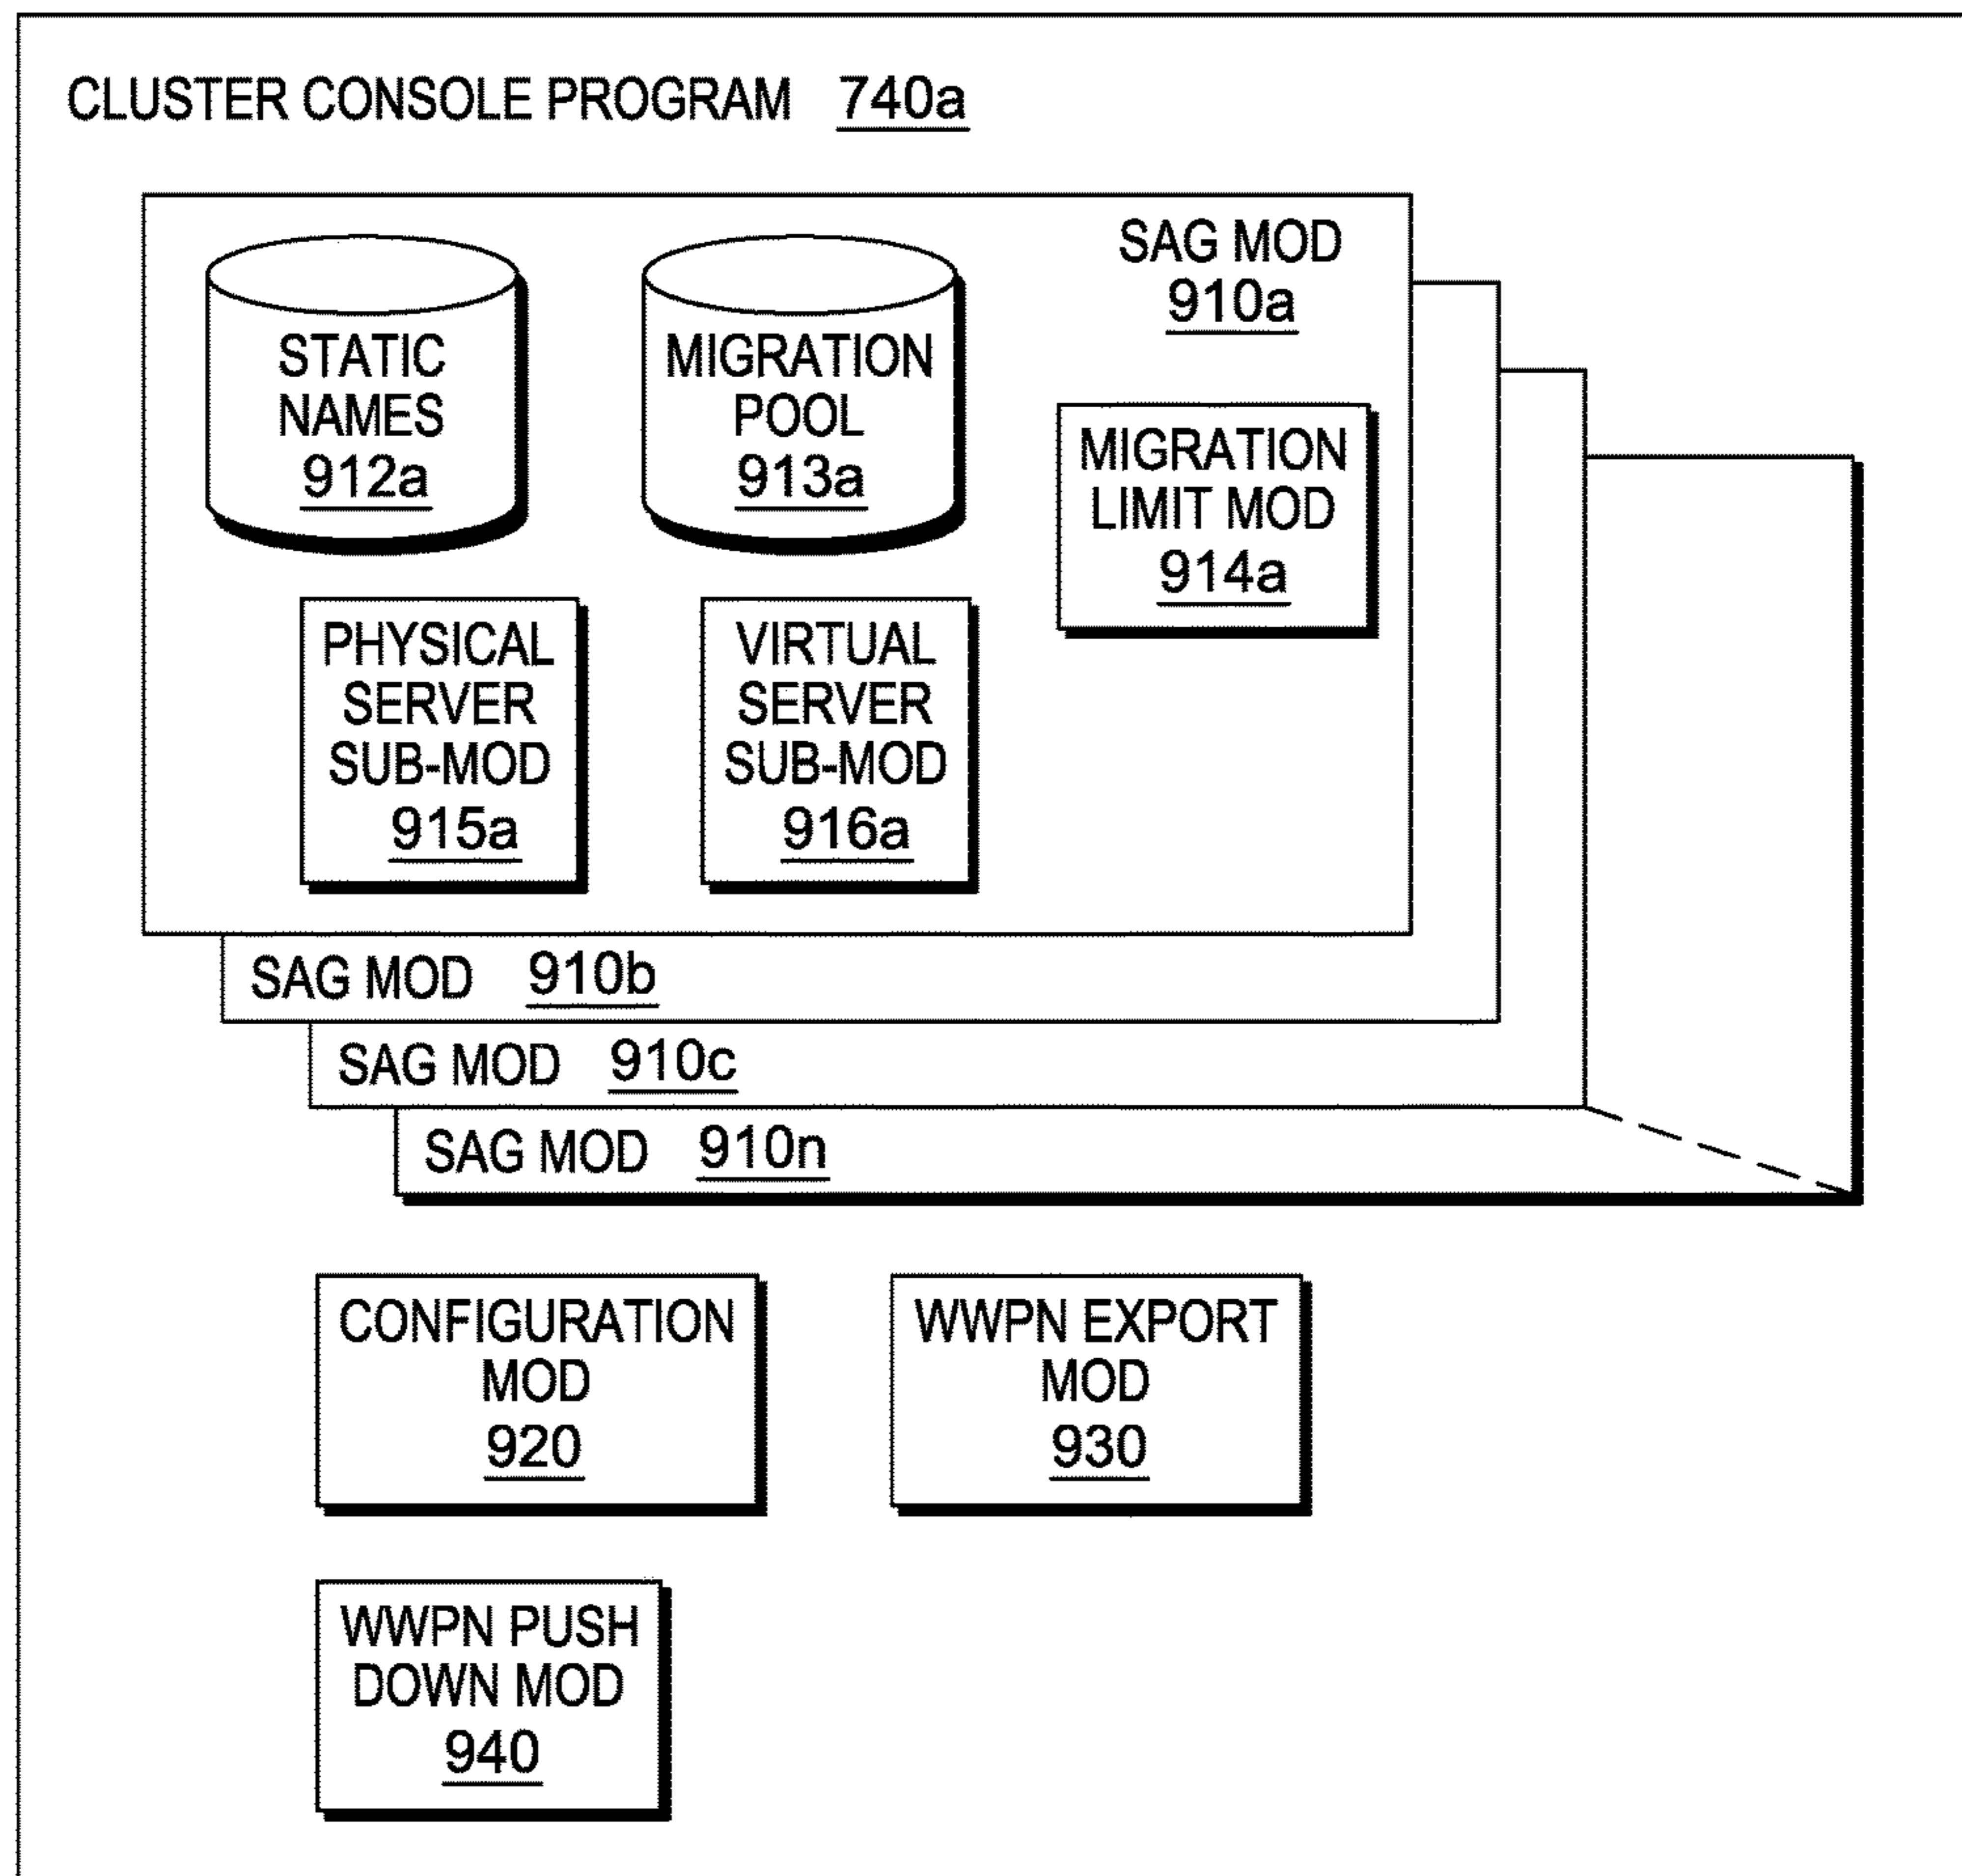 CLUSTER CONSOLE PROGRAM 740a
SAG MOD
910a
STATIC
NAMES
912a
MIGRATION
POOL
913a
MIGRATION
LIMIT MOD
914a
PHYSICAL
SERVER
SUB-MOD
915a
VIRTUAL
SERVER
SUB-MOD
916a
SAG MOD 910b
SAG MOD 910c
SAG MOD 910n
CONFIGURATION
MOD
920
WWPN EXPORT
MOD
930
WWPN PUSH
DOWN MOD
940